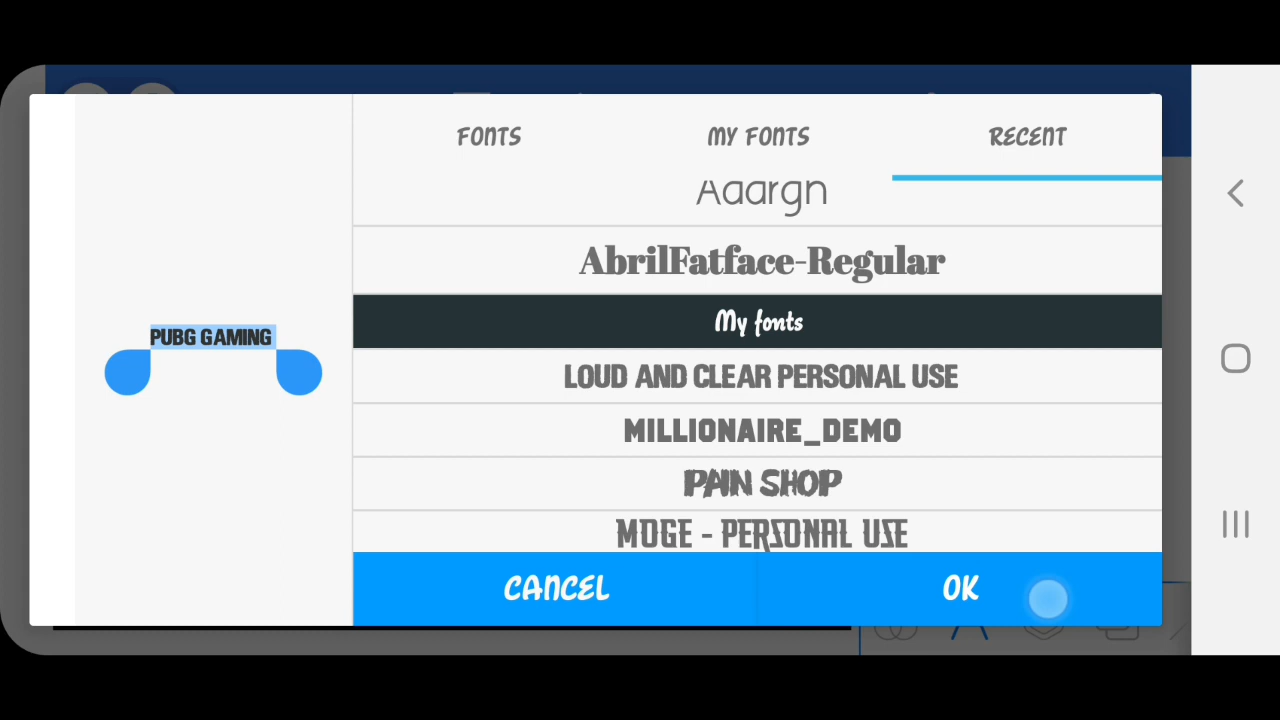 FONTS
MY FONTS
RECENT
AbrilFatface-Regular
My fonts
PUBG GAMING
LOUD AND CLEAR PERSONAL USE
MILLIONAIRE_DEMO
PAIN SHOP
MOGE - PERSONAL USE
CANCEL
OK